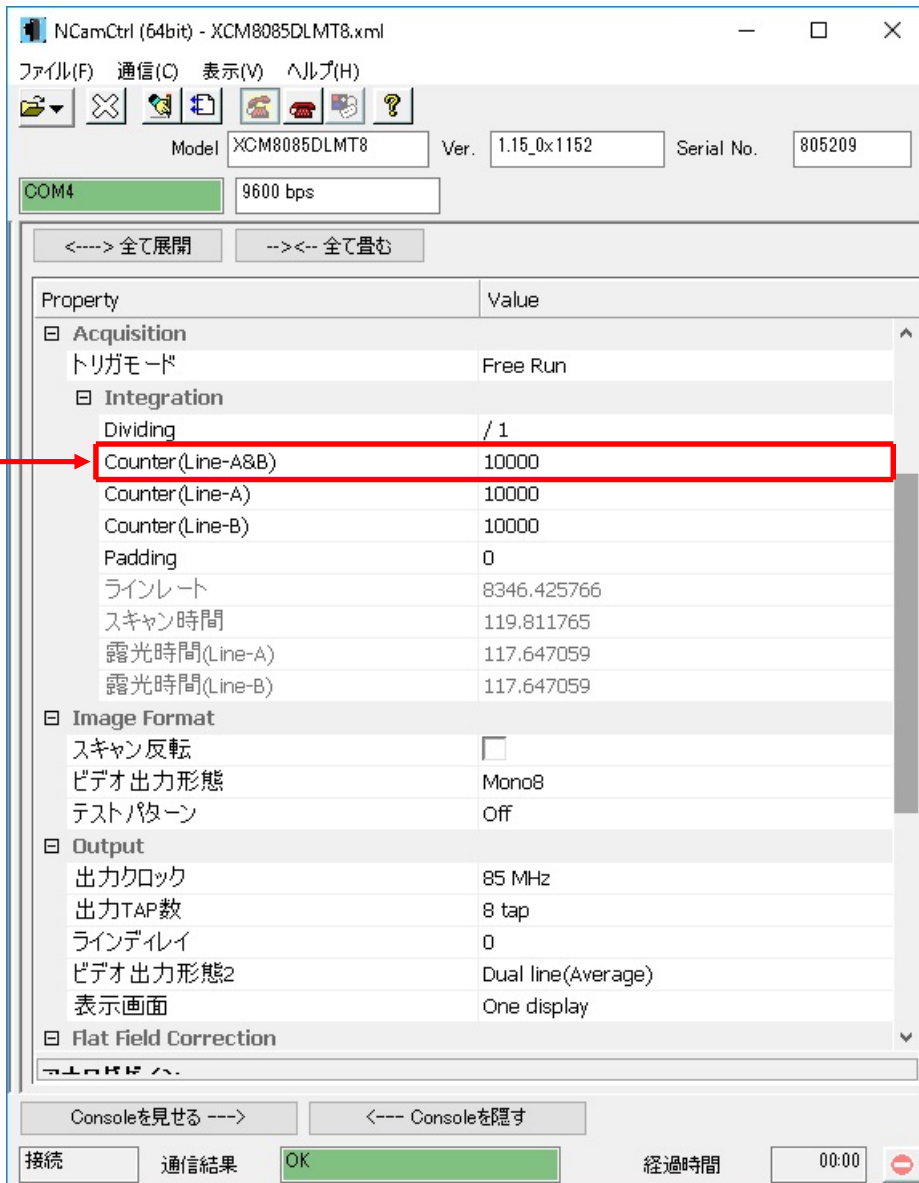 NCamCtrl (64bit) - XCM8085DLMT8.xml
ファイル(F) 通信(C) 表示(V) ヘルプ(H)
Model XCM8085DLMT8 Ver. 1.15_0x1152 Serial No. 805209
COM4 9600 bps
<----> 全て展開 --><-- 全て畳む
Property Value
Acquisition
トリガモード Free Run
Integration
Dividing / 1
Counter(Line-A&B) 10000
Counter(Line-A) 10000
Counter(Line-B) 10000
Padding 0
ラインレート 8346.425766
スキャン時間 119.811765
露光時間(Line-A) 117.647059
露光時間(Line-B) 117.647059
Image Format
スキャン反転
ビデオ出力形態 Mono8
テストパターン Off
Output
出力クロック 85 MHz
出力TAP数 8 tap
ラインディレイ 0
ビデオ出力形態2 Dual line(Average)
表示画面 One display
Flat Field Correction
Consoleを見せる ---> <--- Consoleを隠す
接続 通信結果 OK 経過時間 00:00